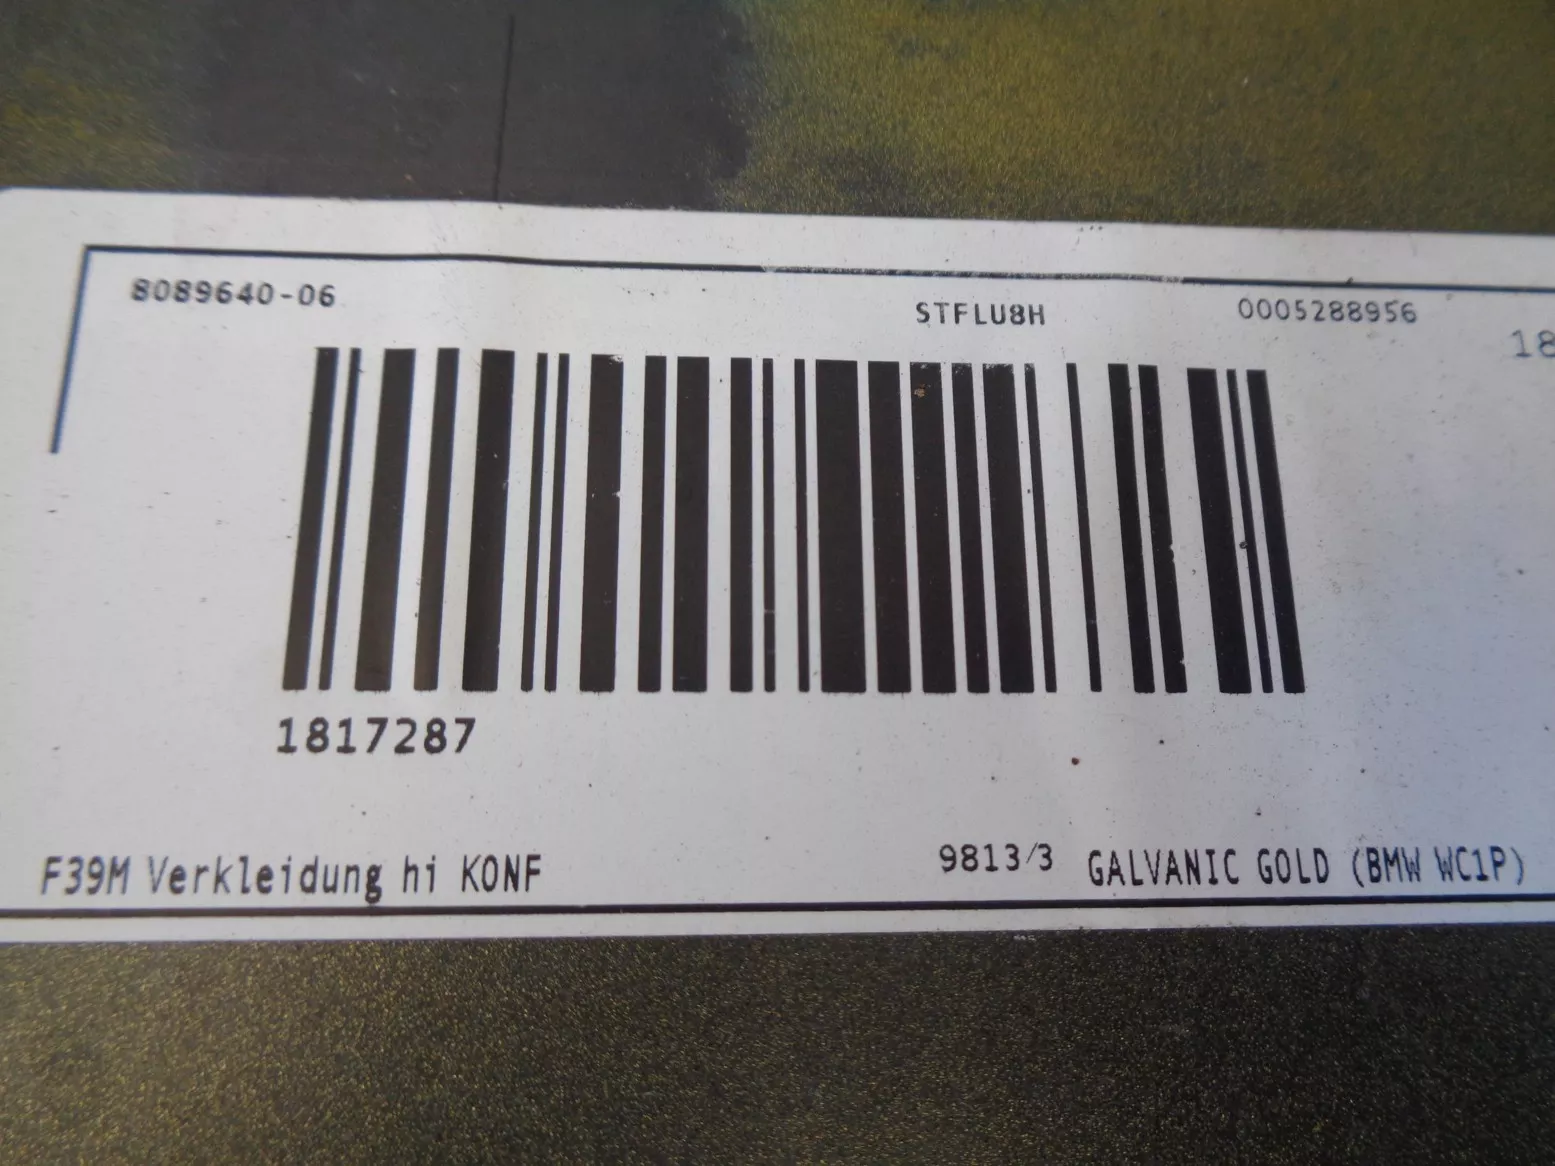 8089640-06 STFLU8H 0005288956
18
1817287
F39M Verkleidung hi KONF 9813/3 GALVANIC GOLD (BMW WC1P)